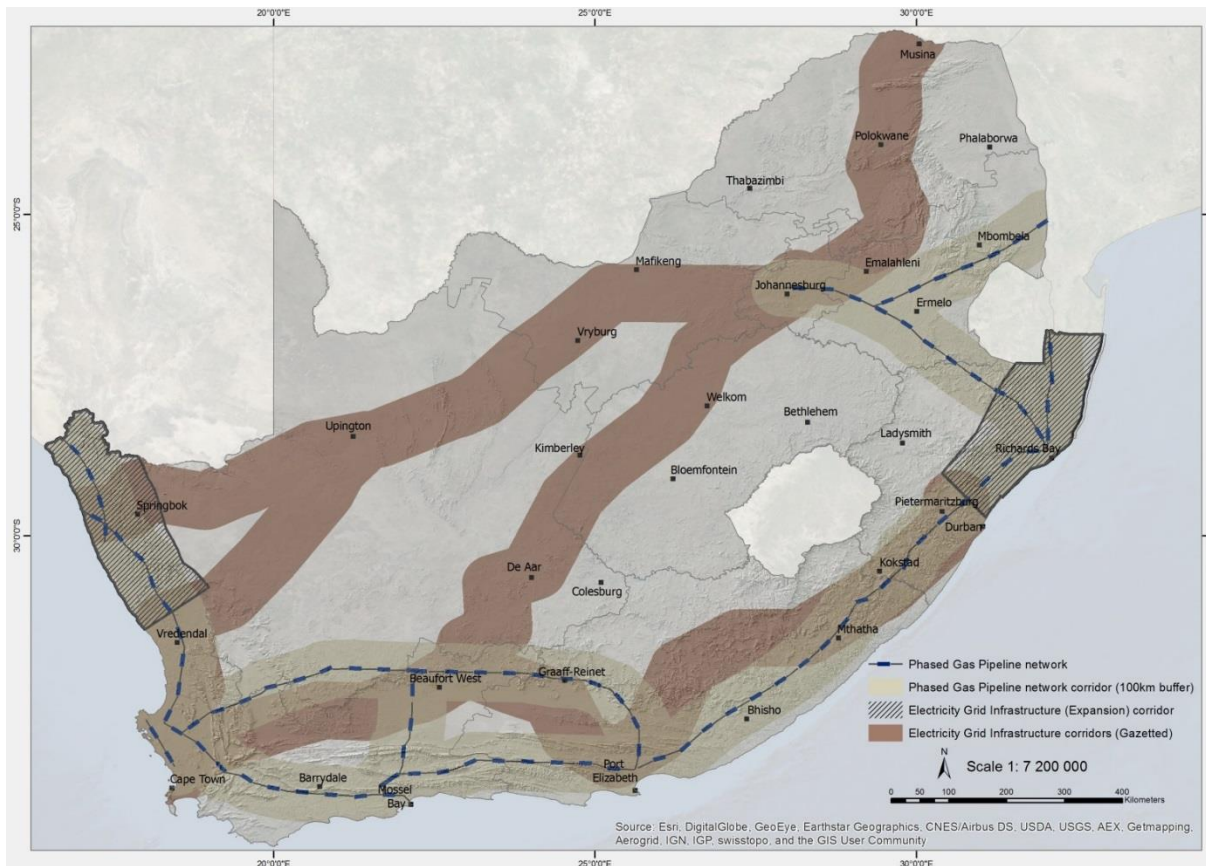 20°0'0"E
25°0'0"E
30°0'0"E
Musina
Polokwane
Phalaborwa
Thabazimbi
25°0'0"S
25°0'0"S
Mbombela
Mafikeng
Emalahleni
Johannesburg
Ermelo
Vryburg
Welkom
Bethlehem
Upington
Ladysmith
Kimberley
Richards Bay
Bloemfontein
Springbok
Pietermaritzburg
Durban
30°0'0"S
30°0'0"S
Kokstad
De Aar
Colesburg
Vredendal
Mthatha
Graaff-Reinet
Beaufort West
Bhisho
Port
Elizabeth
Cape Town
Barrydale
Mossel
Bay
Phased Gas Pipeline network
Phased Gas Pipeline network corridor (100km buffer)
Electricity Grid Infrastructure (Expansion) corridor
Electricity Grid Infrastructure corridors (Gazetted)
N
Scale 1: 7 200 000
0 50 100 200 300 400
Kilometers
Source: Esri, DigitalGlobe, GeoEye, Earthstar Geographics, CNES/Airbus DS, USDA, USGS, AEX, Getmapping,
Aerogrid, IGN, IGP, swisstopo, and the GIS User Community
20°0'0"E
25°0'0"E
30°0'0"E